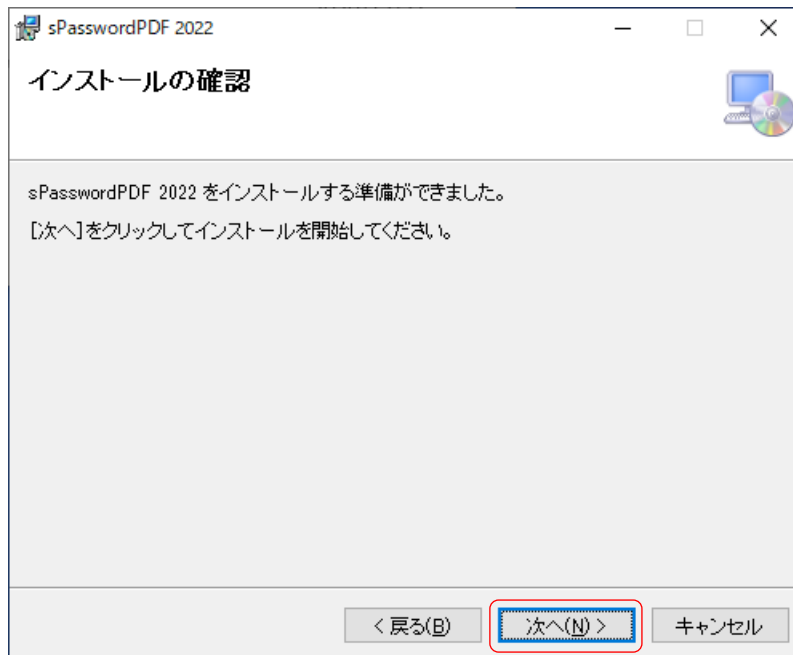 sPasswordPDF 2022
インストールの確認
sPasswordPDF 2022 をインストールする準備ができました。
[次へ]をクリックしてインストールを開始してください。
< 戻る(B)
次へ(N) >
キャンセル